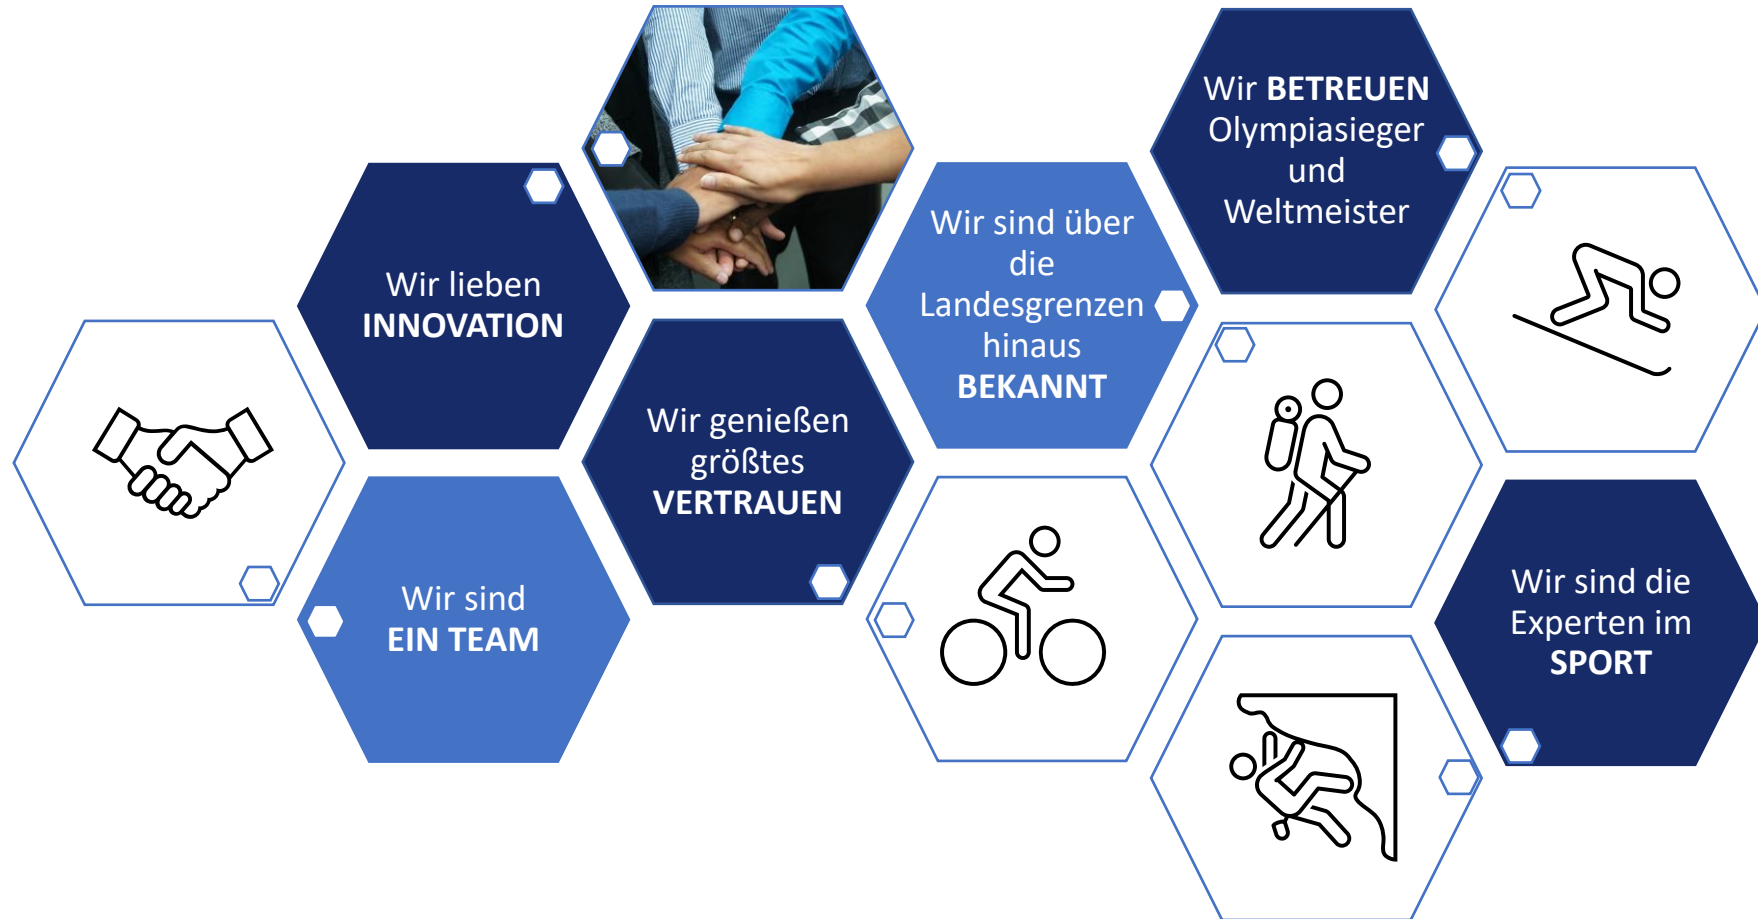 Wir lieben
INNOVATION
Wir sind
EIN TEAM
Wir genießen
größtes
VERTRAUEN
Wir sind über
die
Landesgrenzen
hinaus
BEKANNT
Wir BETREUEN
Olympiasieger
und
Weltmeister
Wir sind die
Experten im
SPORT